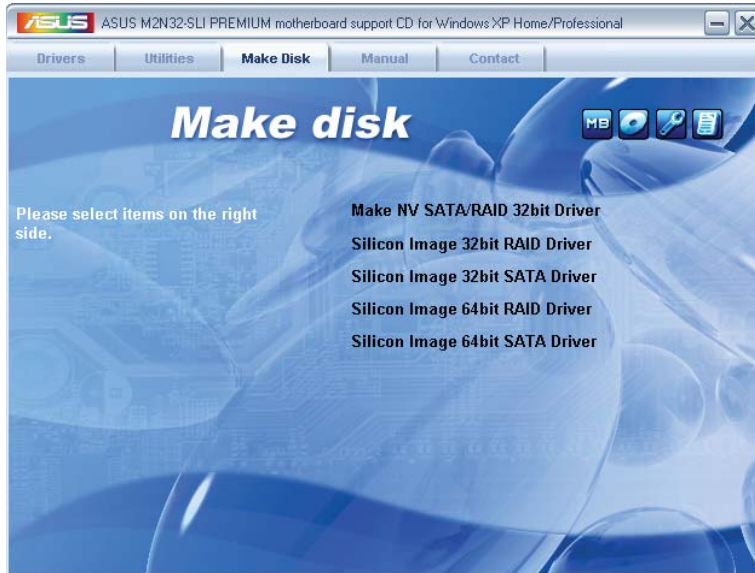 ASUS ASUS M2N32-SLI PREMIUM motherboard support CD for Windows XP Home/Professional
Drivers Utilities Make Disk Manual Contact
Make disk
MB
Please select items on the right
side.
Make NV SATA/RAID 32bit Driver
Silicon Image 32bit RAID Driver
Silicon Image 32bit SATA Driver
Silicon Image 64bit RAID Driver
Silicon Image 64bit SATA Driver